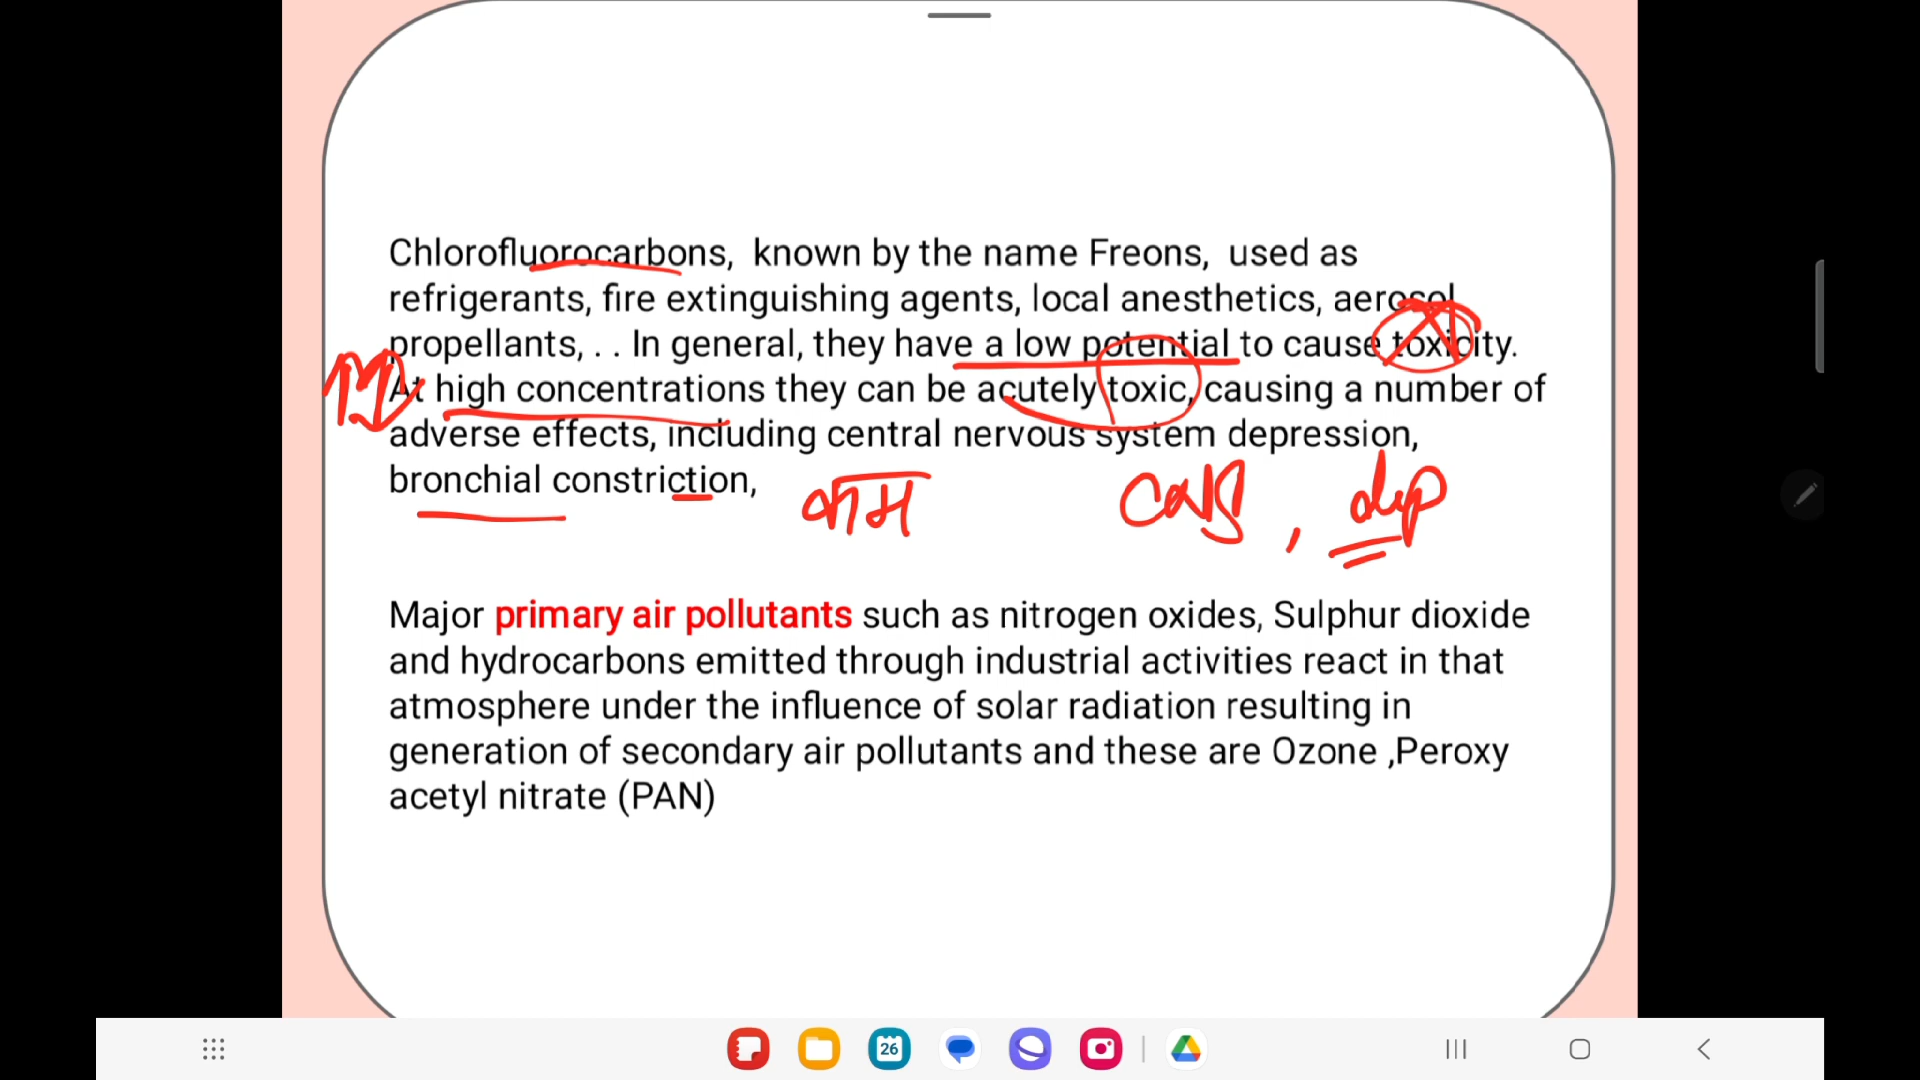 Chlorofluorocarbons, known by the name Freons, used as
refrigerants, fire extinguishing agents, local anesthetics, aerosol
propellants, . . In general, they have a low potential to cause toxicity.
At high concentrations they can be acutely toxic, causing a number of
adverse effects, including central nervous system depression,
bronchial constriction,
कम , dep
Major primary air pollutants such as nitrogen oxides, Sulphur dioxide
and hydrocarbons emitted through industrial activities react in that
atmosphere under the influence of solar radiation resulting in
generation of secondary air pollutants and these are Ozone ,Peroxy
acetyl nitrate (PAN)
26